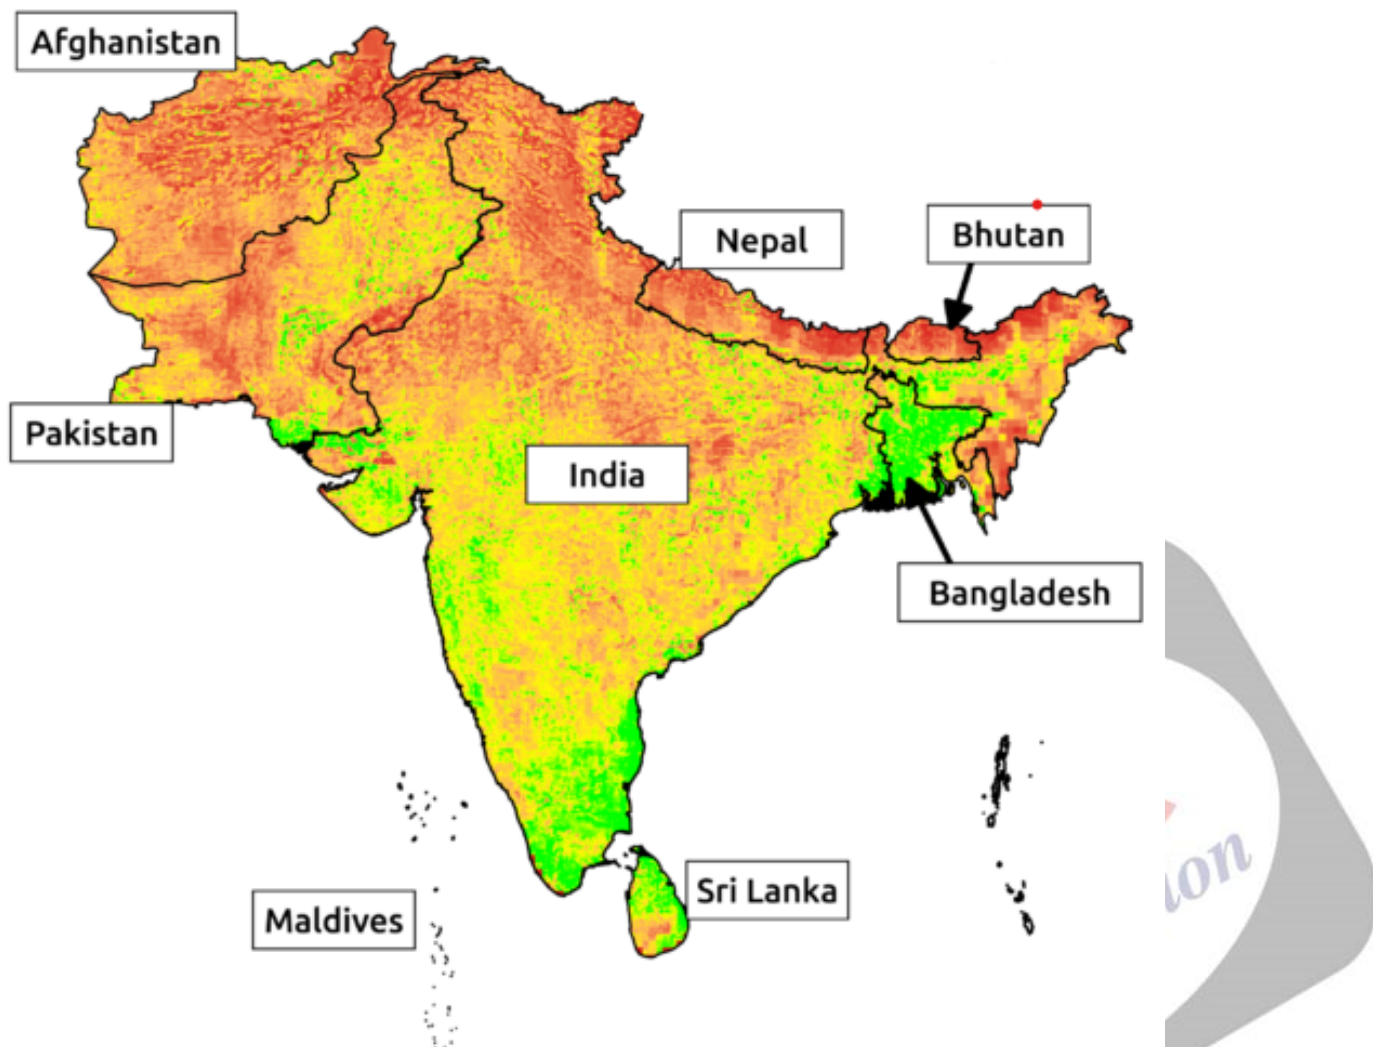 Afghanistan
Nepal
Bhutan
Pakistan
India
Bangladesh
Sri Lanka
Maldives